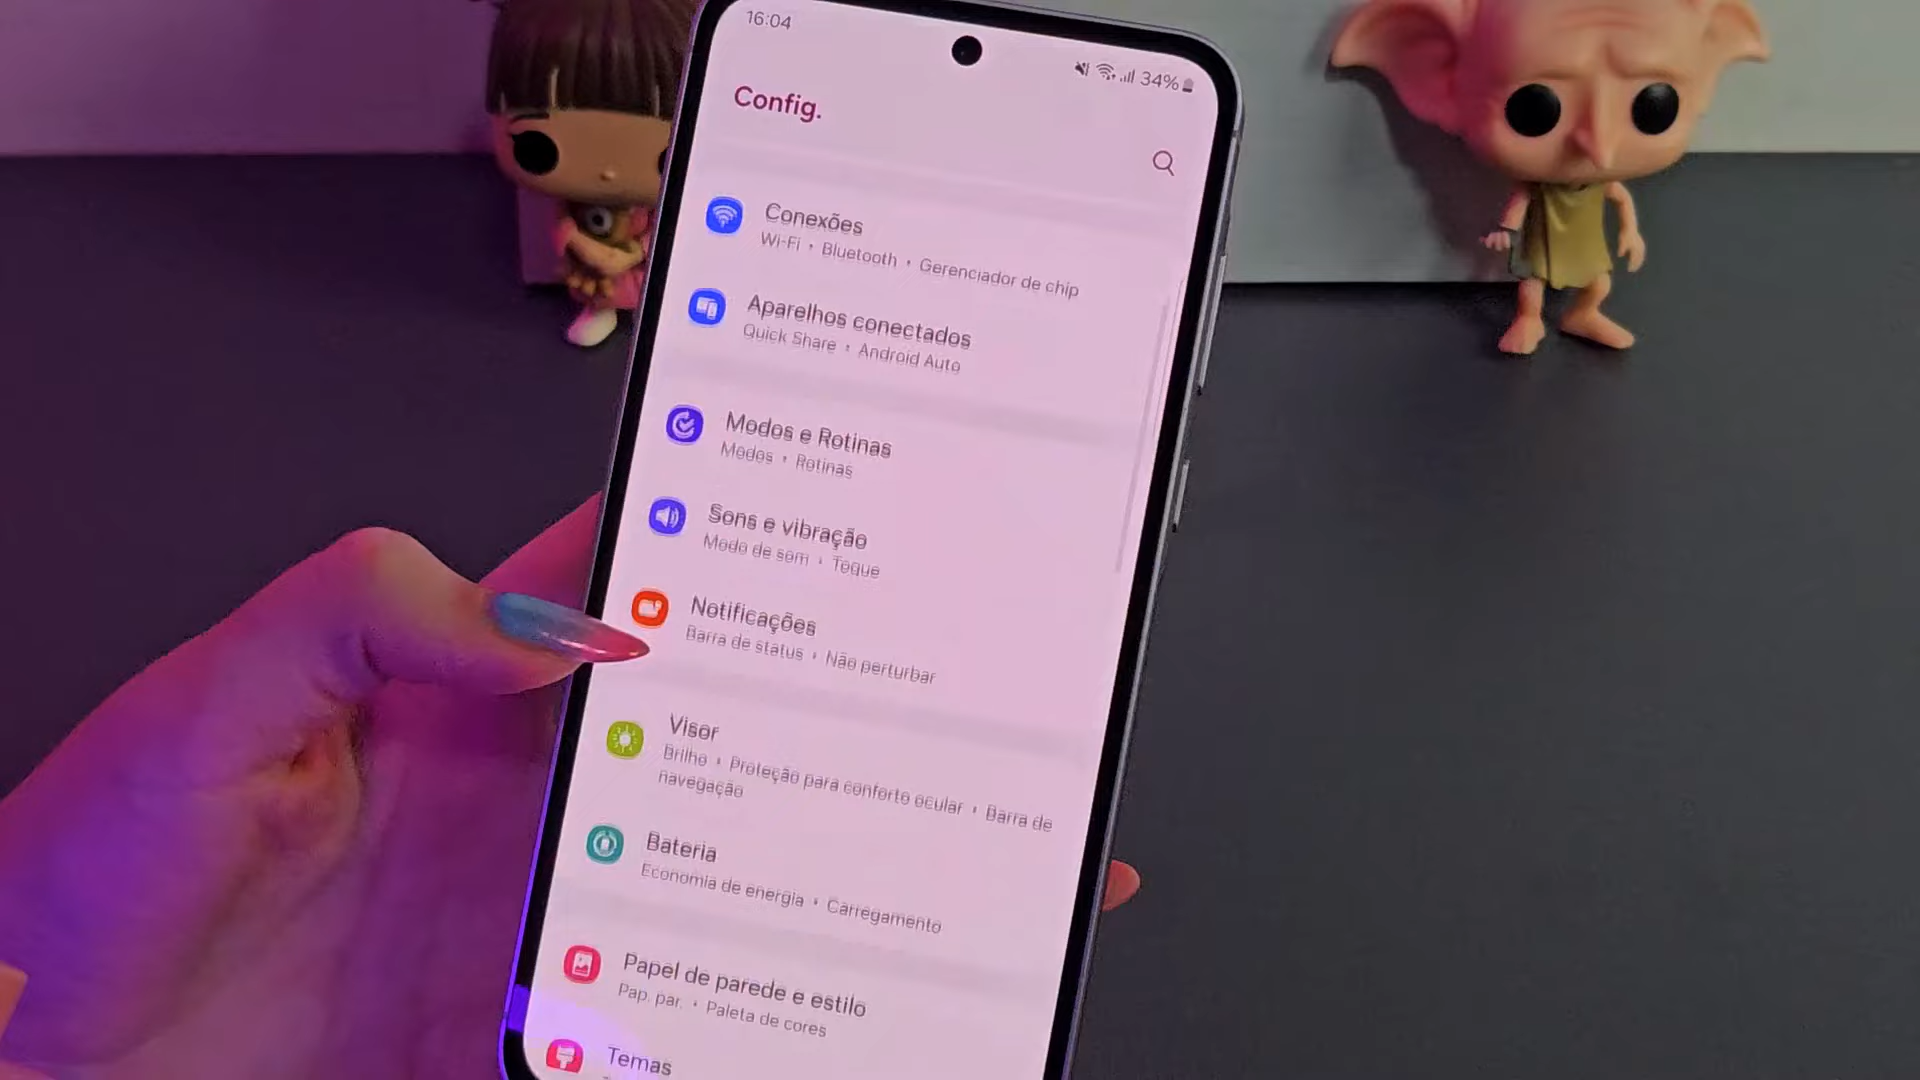 16:04
34%
Config.
Conexões
Wi-Fi • Bluetooth • Gerenciador de chip
Aparelhos conectados
Quick Share • Android Auto
Modos e Rotinas
Modos • Rotinas
Sons e vibração
Modo de som • Toque
Notificações
Barra de status • Não perturbar
Visor
Brilho • Proteção para conforto ocular • Barra de
navegação
Bateria
Economia de energia • Carregamento
Papel de parede e estilo
Pap. par. • Paleta de cores
Temas